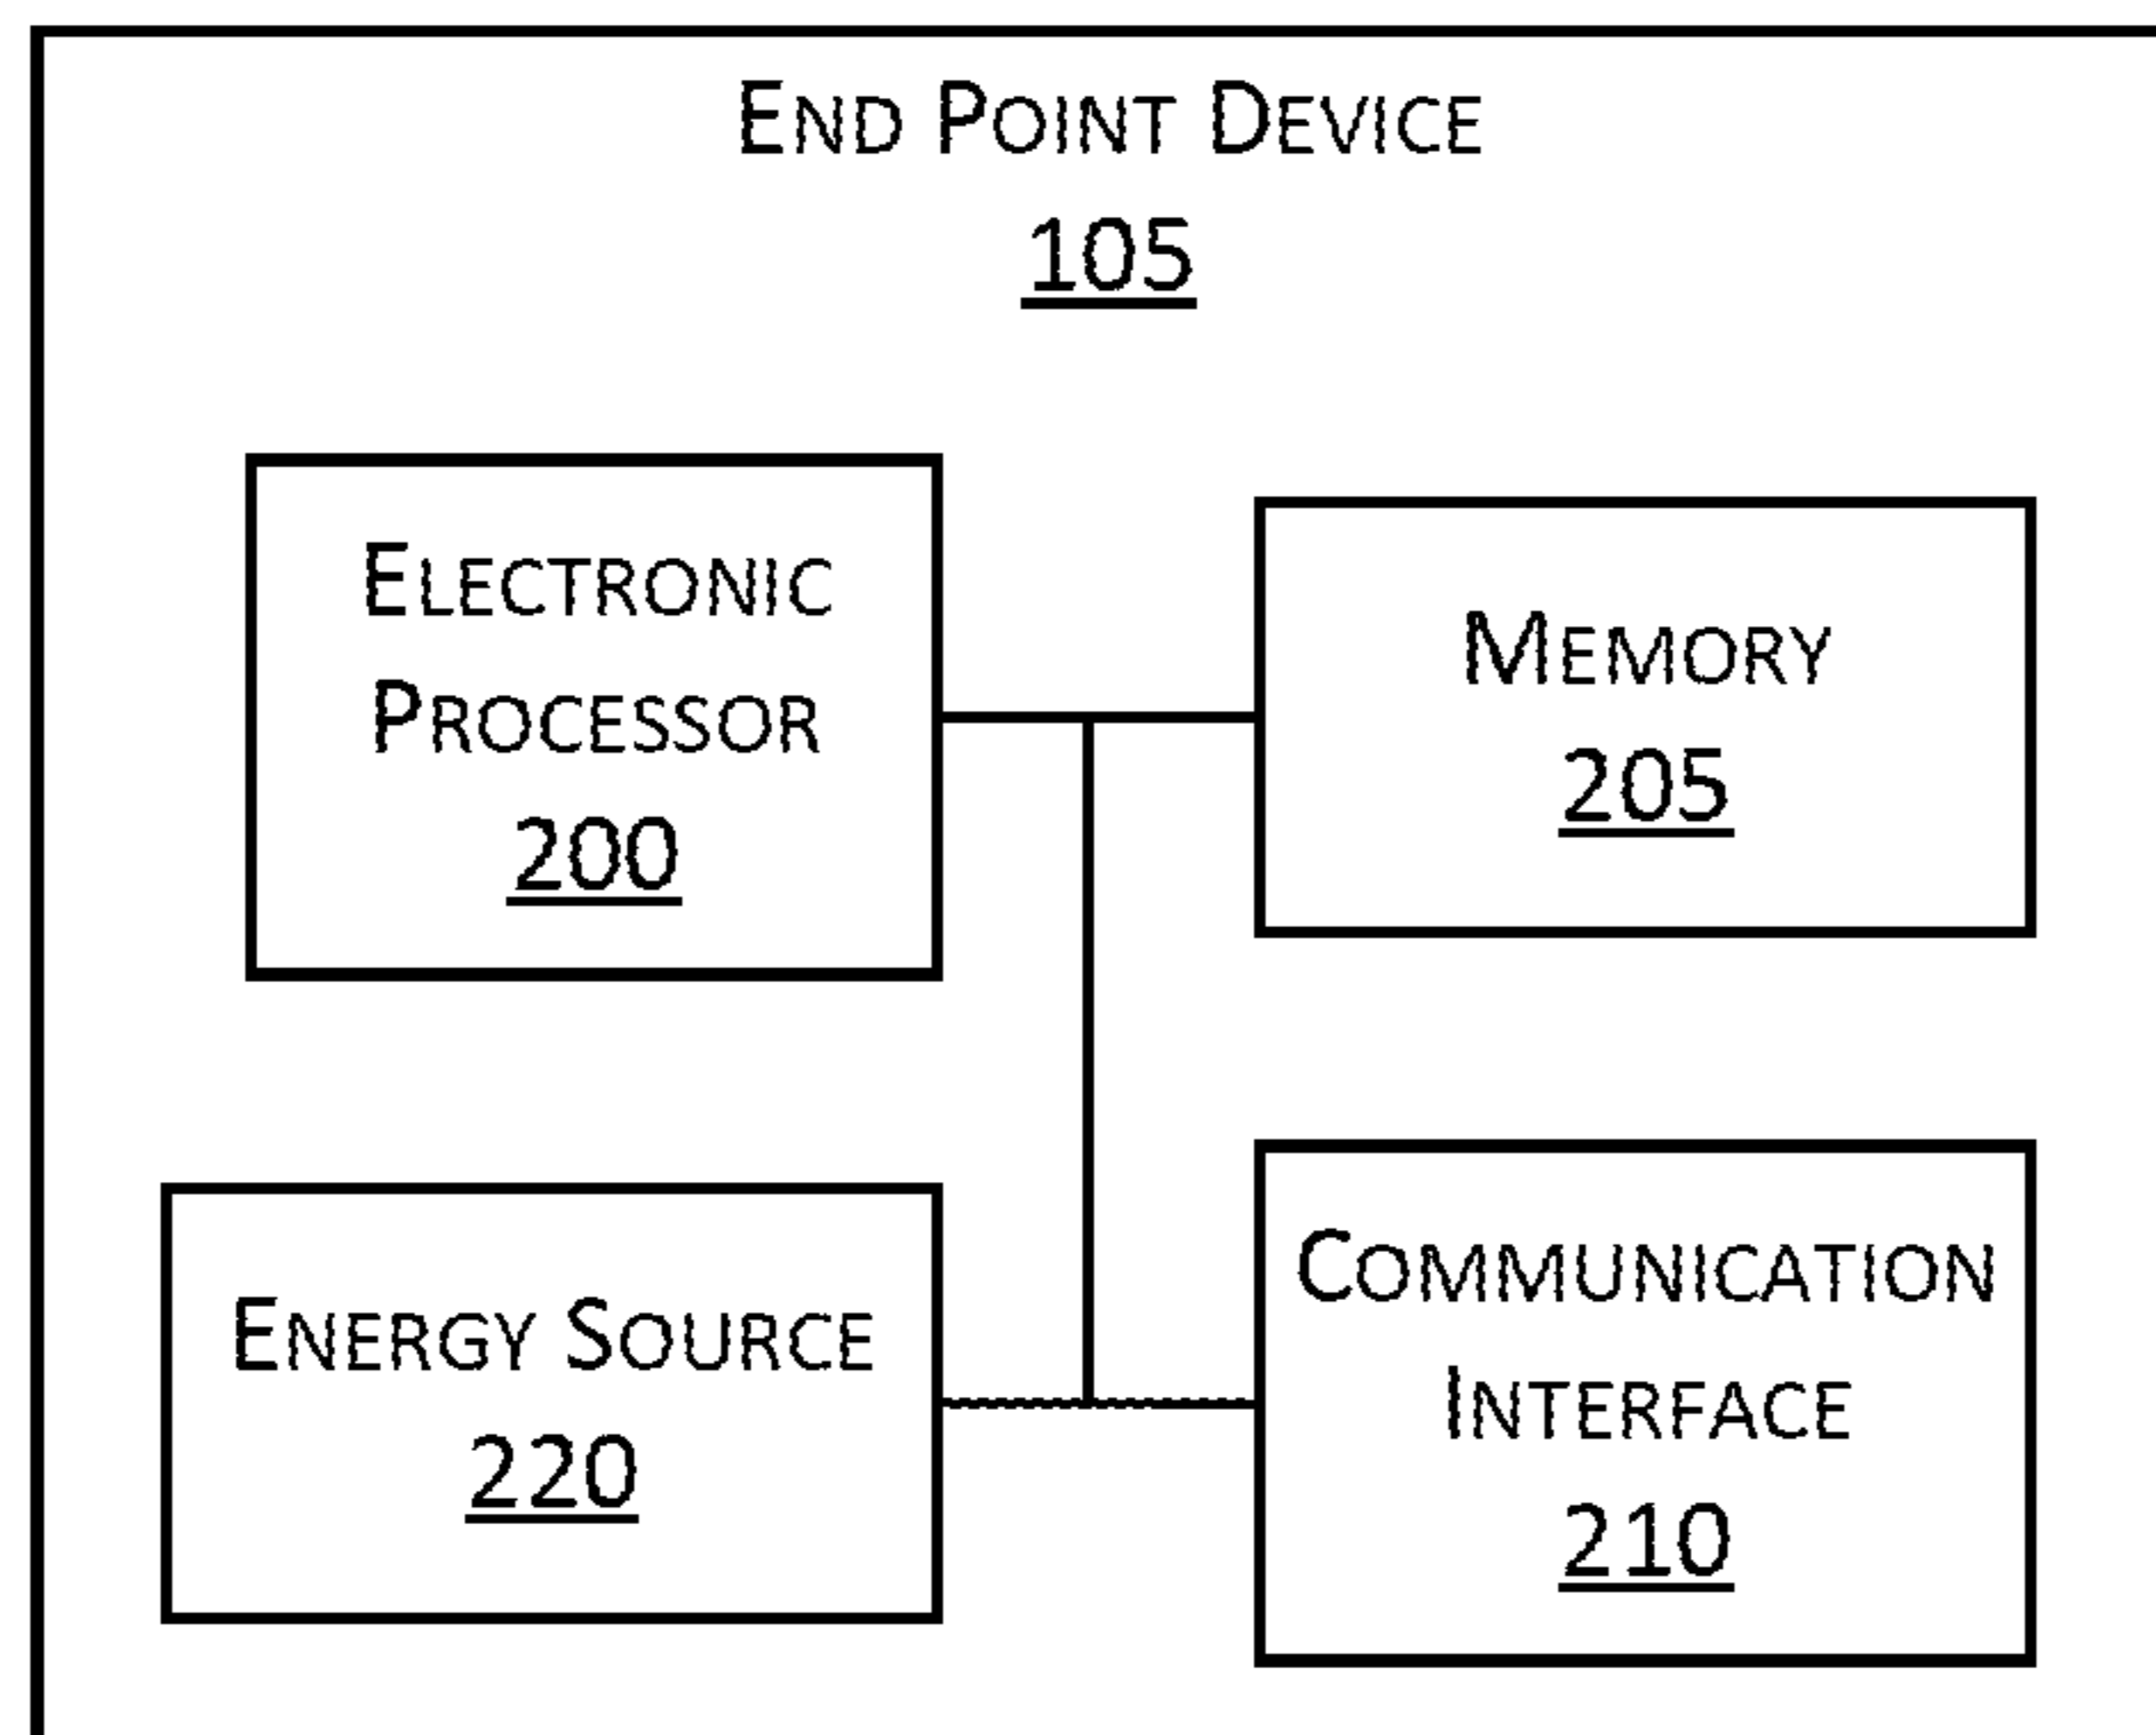 END POINT DEVICE
105
ELECTRONIC
PROCESSOR
200
MEMORY
205
ENERGY SOURCE
220
COMMUNICATION
INTERFACE
210